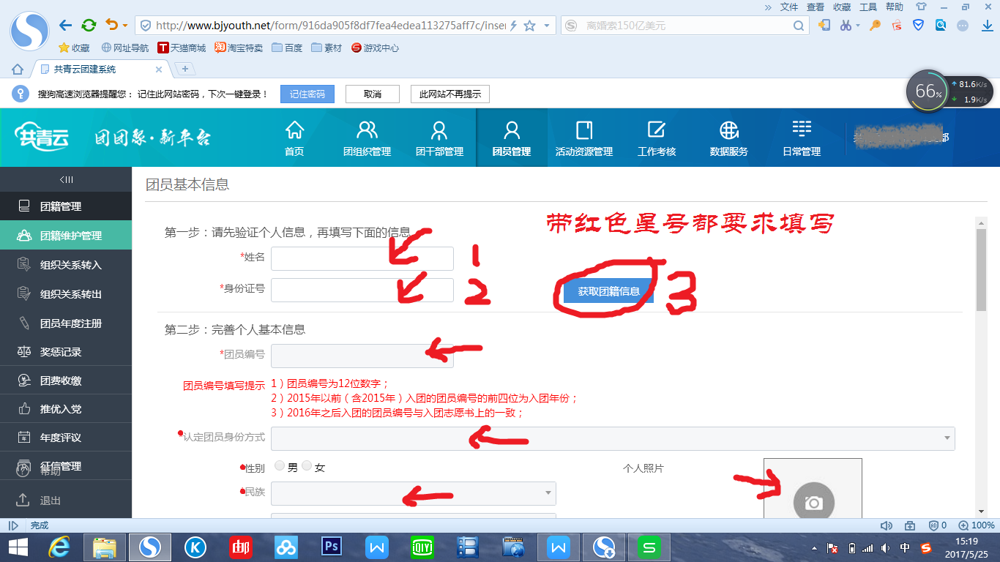 文件 查看 收藏 工具 帮助
http://www.bjyouth.net/form/916da905f8df7fea4edea113275aff7c/inser
离婚索150亿美元
收藏 网址导航 天猫商城 淘宝特卖 百度 素材 游戏中心
共青云团建系统
搜狗高速浏览器提醒您： 记住此网站密码，下次一键登录！ 记住密码 取消 此网站不再提示
66%
81.6K/s
1.9K/s
共青云 团团聚·新平台
首页 团组织管理 团干部管理 团员管理 活动资源管理 工作考核 数据服务 日常管理
团籍管理
团籍维护管理
组织关系转入
组织关系转出
团员年度注册
奖惩记录
团费收缴
推优入党
年度评议
征信管理
帮助
退出
团员基本信息
带红色星号都要求填写
第一步：请先验证个人信息，再填写下面的信息
*姓名 1
*身份证号 2
获取团籍信息 3
第二步：完善个人基本信息
*团员编号
团员编号填写提示 1）团员编号为12位数字；
2）2015年以前（含2015年）入团的团员编号的前四位为入团年份；
3）2016年之后入团的团员编号与入团志愿书上的一致；
认定团员身份方式
性别 男 女
个人照片
民族
完成
0 100%
K 邮 Ps W iQIYI W S 中 S
15:19
2017/5/25